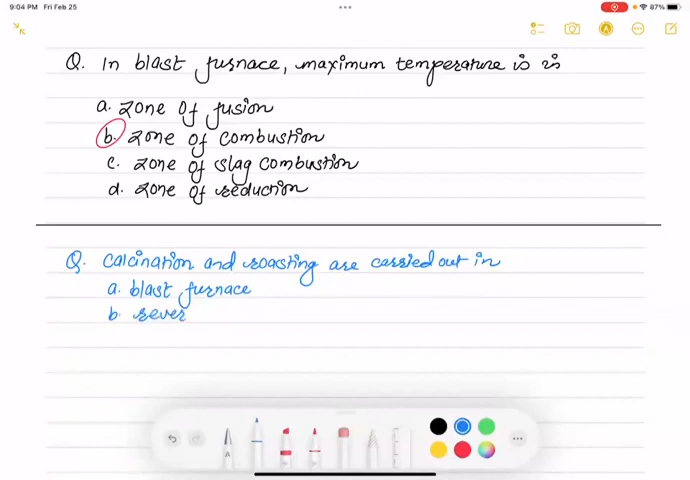 9:04 PM Fri Feb 25
87%
Q. In blast furnace, maximum temperature is is
a. zone of fusion
b. zone of combustion
c. zone of slag combustion
d. zone of reduction
Q. Calcination and roasting are carried out in
a. blast furnace
b. rever
A